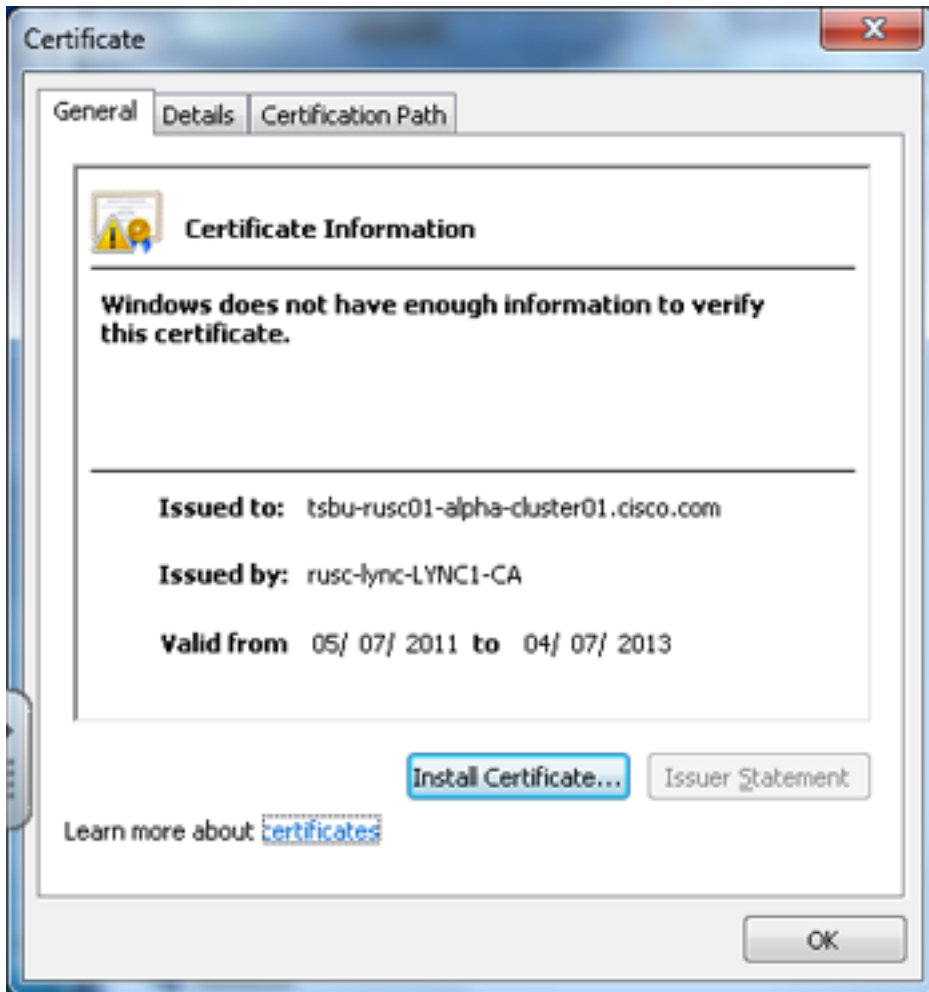 Certificate
General
Details
Certification Path
Certificate Information
Windows does not have enough information to verify
this certificate.
Issued to: tsbu-rusc01-alpha-cluster01.cisco.com
Issued by: rusc-lync-LYNC1-CA
Valid from 05/ 07/ 2011 to 04/ 07/ 2013
Install Certificate...
Issuer Statement
Learn more about certificates
OK